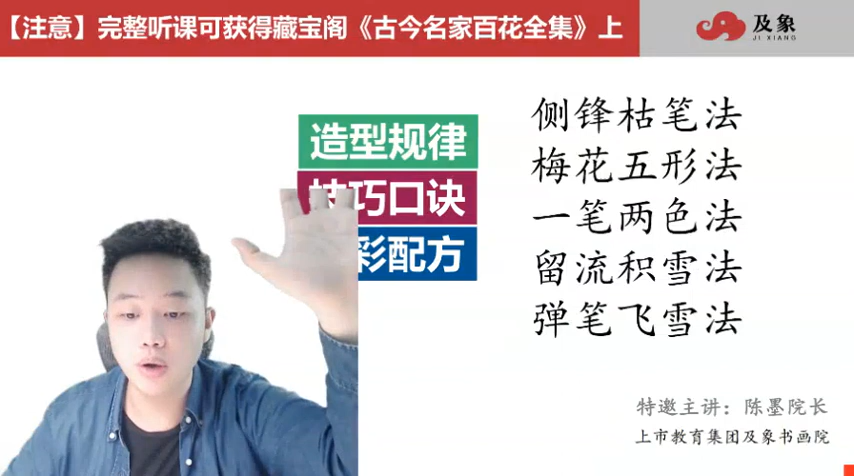 【注意】完整听课可获得藏宝阁《古今名家百花全集》上
及象
JI XIANG
造型规律
技巧口诀
彩配方
侧锋枯笔法
梅花五形法
一笔两色法
留流积雪法
弹笔飞雪法
特邀主讲：陈墨院长
上市教育集团及象书画院